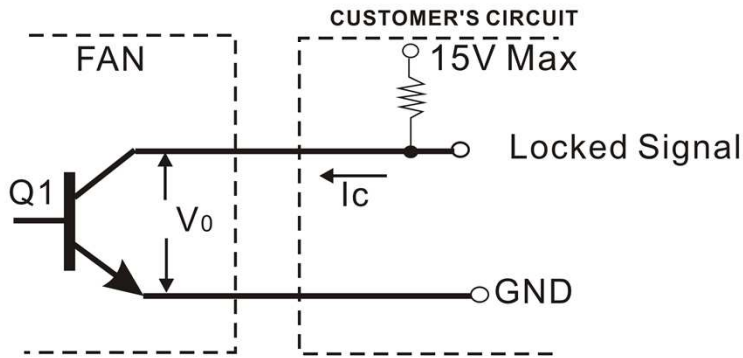 CUSTOMER'S CIRCUIT
FAN
15V Max
Locked Signal
Q1
Ic
V0
GND